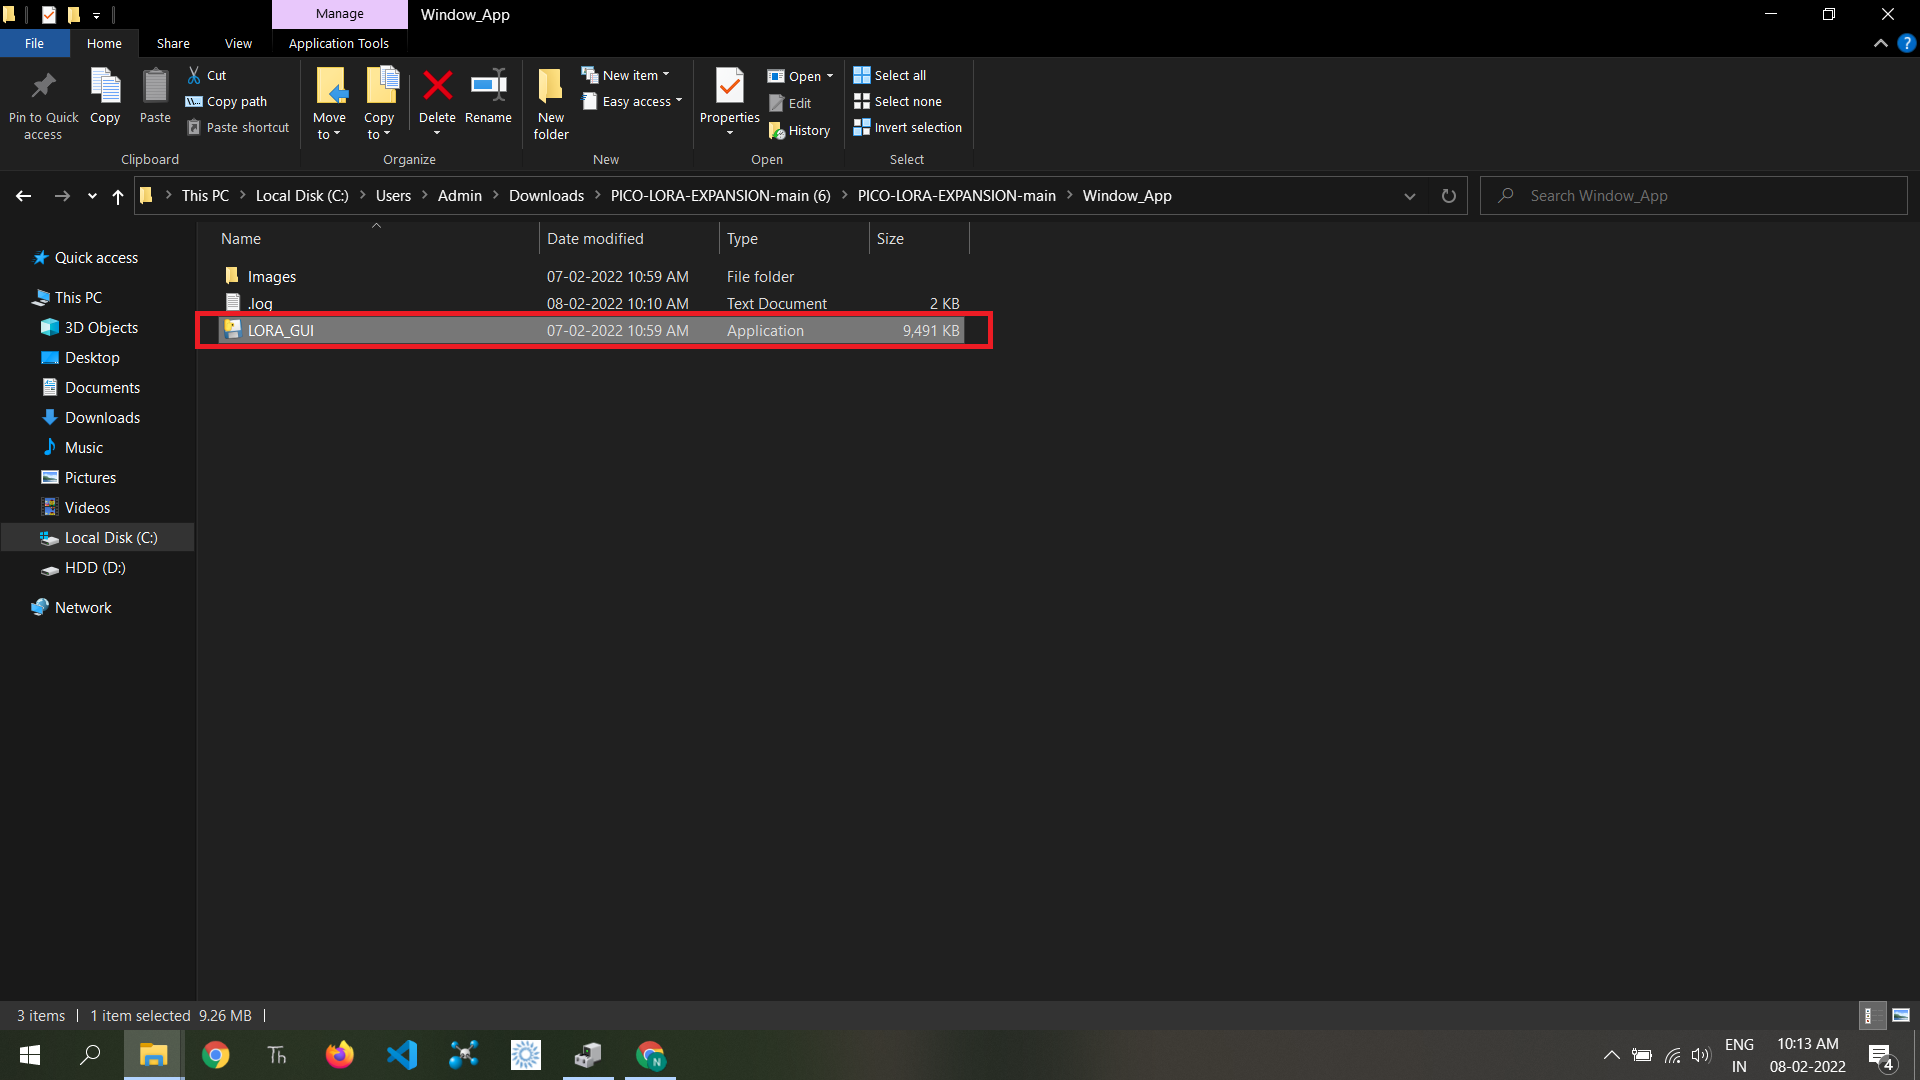 Manage
Window_App
File
Home
Share
View
Application Tools
Pin to Quick access
Copy
Paste
Cut
Copy path
Paste shortcut
Clipboard
Move to
Copy to
Delete
Rename
Organize
New folder
New item
Easy access
New
Properties
Open
Edit
History
Open
Select all
Select none
Invert selection
Select
This PC > Local Disk (C:) > Users > Admin > Downloads > PICO-LORA-EXPANSION-main (6) > PICO-LORA-EXPANSION-main > Window_App
Search Window_App
Name Date modified Type Size
Images 07-02-2022 10:59 AM File folder
.log 08-02-2022 10:10 AM Text Document 2 KB
LORA_GUI 07-02-2022 10:59 AM Application 9,491 KB
Quick access
This PC
3D Objects
Desktop
Documents
Downloads
Music
Pictures
Videos
Local Disk (C:)
HDD (D:)
Network
3 items 1 item selected 9.26 MB
Th
N
ENG
IN
10:13 AM
08-02-2022
4